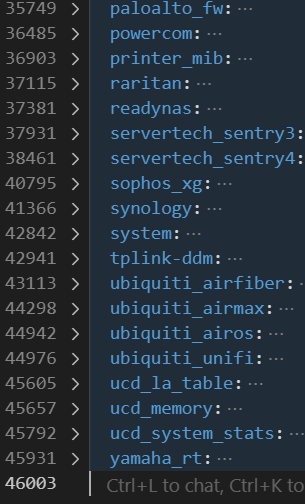 35749 > paloalto_fw: ···
36485 > powercom: ···
36903 > printer_mib: ···
37115 > raritan: ···
37381 > readynas: ···
37931 > servertech_sentry3: ···
38461 > servertech_sentry4: ···
40795 > sophos_xg: ···
41366 > synology: ···
42842 > system: ···
42941 > tplink-ddm: ···
43113 > ubiquiti_airfiber: ···
44298 > ubiquiti_airmax: ···
44942 > ubiquiti_airos: ···
44976 > ubiquiti_unifi: ···
45605 > ucd_la_table: ···
45657 > ucd_memory: ···
45792 > ucd_system_stats: ···
45931 > yamaha_rt: ···
46003 Ctrl+L to chat, Ctrl+K to